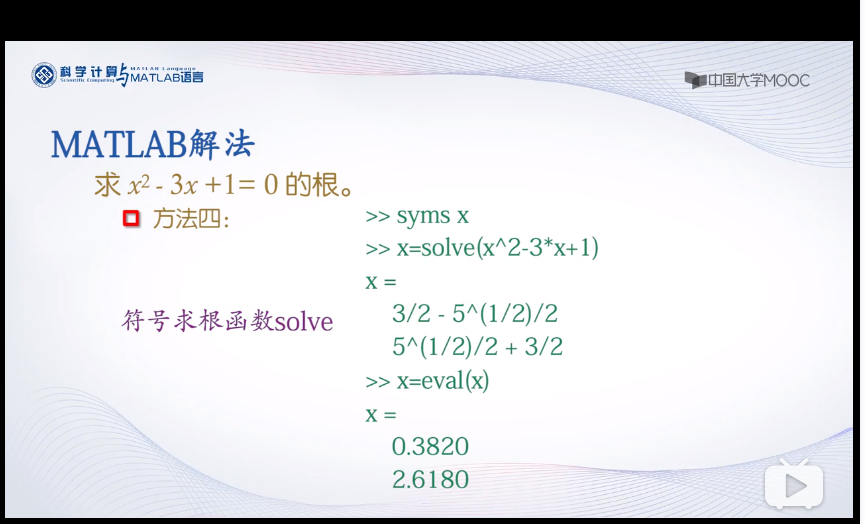 科学计算与MATLAB语言
Scientific Computing MATLAB Language
中国大学MOOC
MATLAB解法
求 x² - 3x +1= 0 的根。
方法四：
>> syms x
>> x=solve(x^2-3*x+1)
x =
3/2 - 5^(1/2)/2
符号求根函数solve
5^(1/2)/2 + 3/2
>> x=eval(x)
x =
0.3820
2.6180